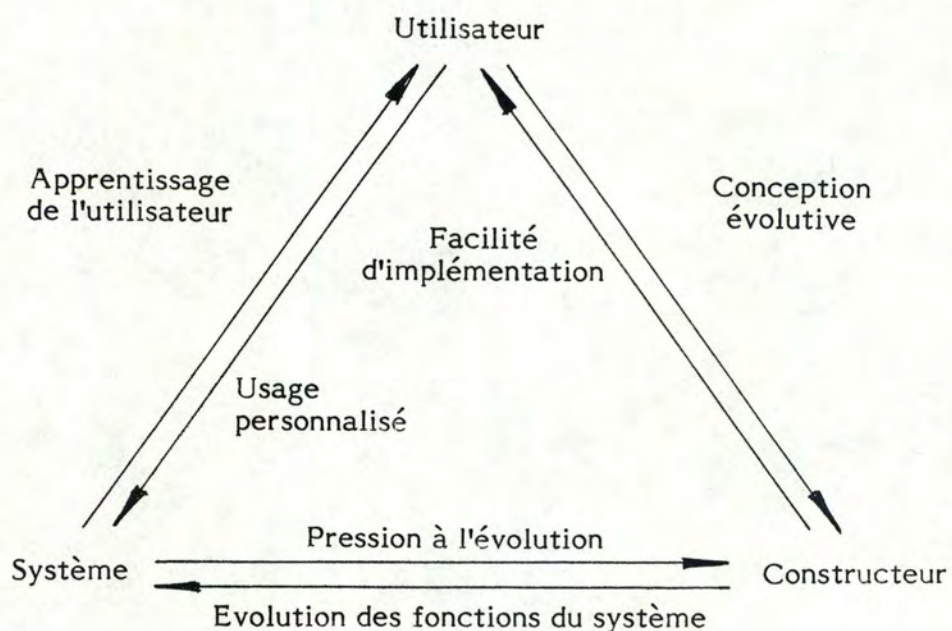 Utilisateur
Apprentissage
de l'utilisateur
Conception
évolutive
Facilité
d'implémentation
Usage
personnalisé
Pression à l'évolution
Système
Constructeur
Evolution des fonctions du système